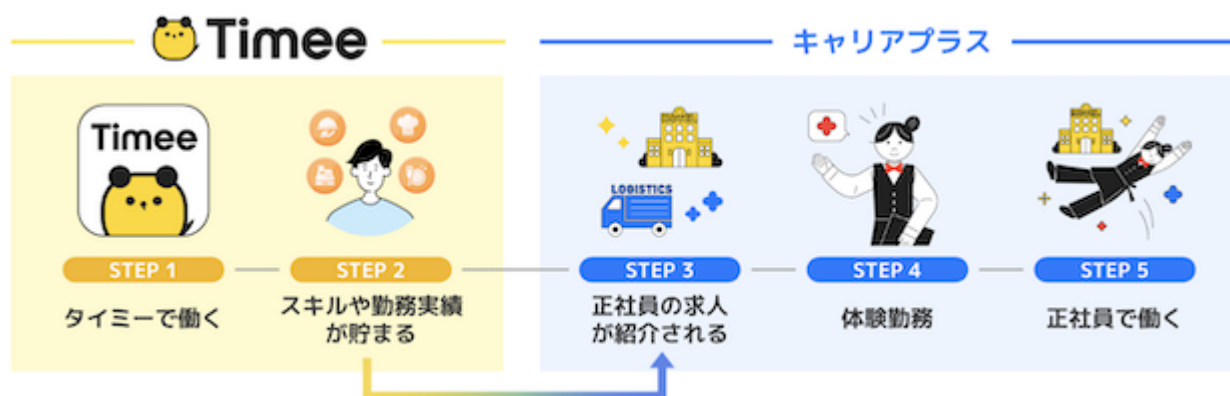 Timee
キャリアプラス
Timee
LOGISTICS
STEP 1
STEP 2
STEP 3
STEP 4
STEP 5
タイミーで働く
スキルや勤務実績
が貯まる
正社員の求人
が紹介される
体験勤務
正社員で働く